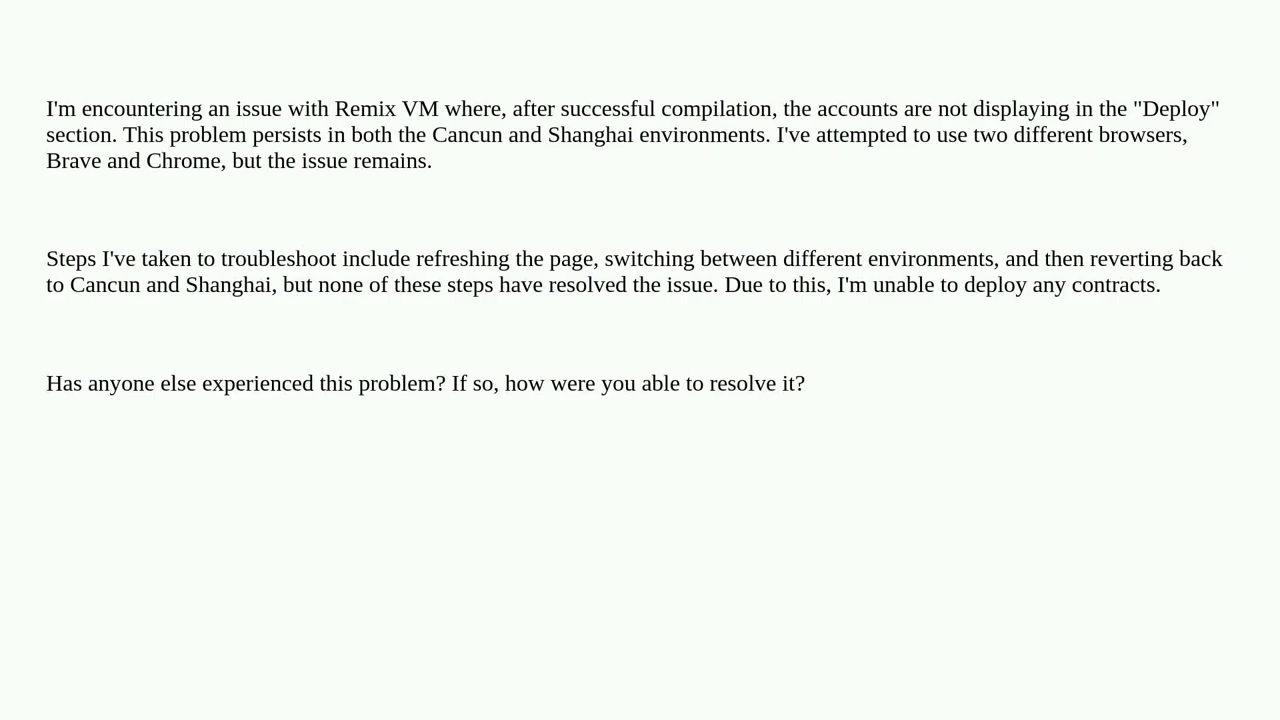 I'm encountering an issue with Remix VM where, after successful compilation, the accounts are not displaying in the "Deploy"
section. This problem persists in both the Cancun and Shanghai environments. I've attempted to use two different browsers,
Brave and Chrome, but the issue remains.
Steps I've taken to troubleshoot include refreshing the page, switching between different environments, and then reverting back
to Cancun and Shanghai, but none of these steps have resolved the issue. Due to this, I'm unable to deploy any contracts.
Has anyone else experienced this problem? If so, how were you able to resolve it?